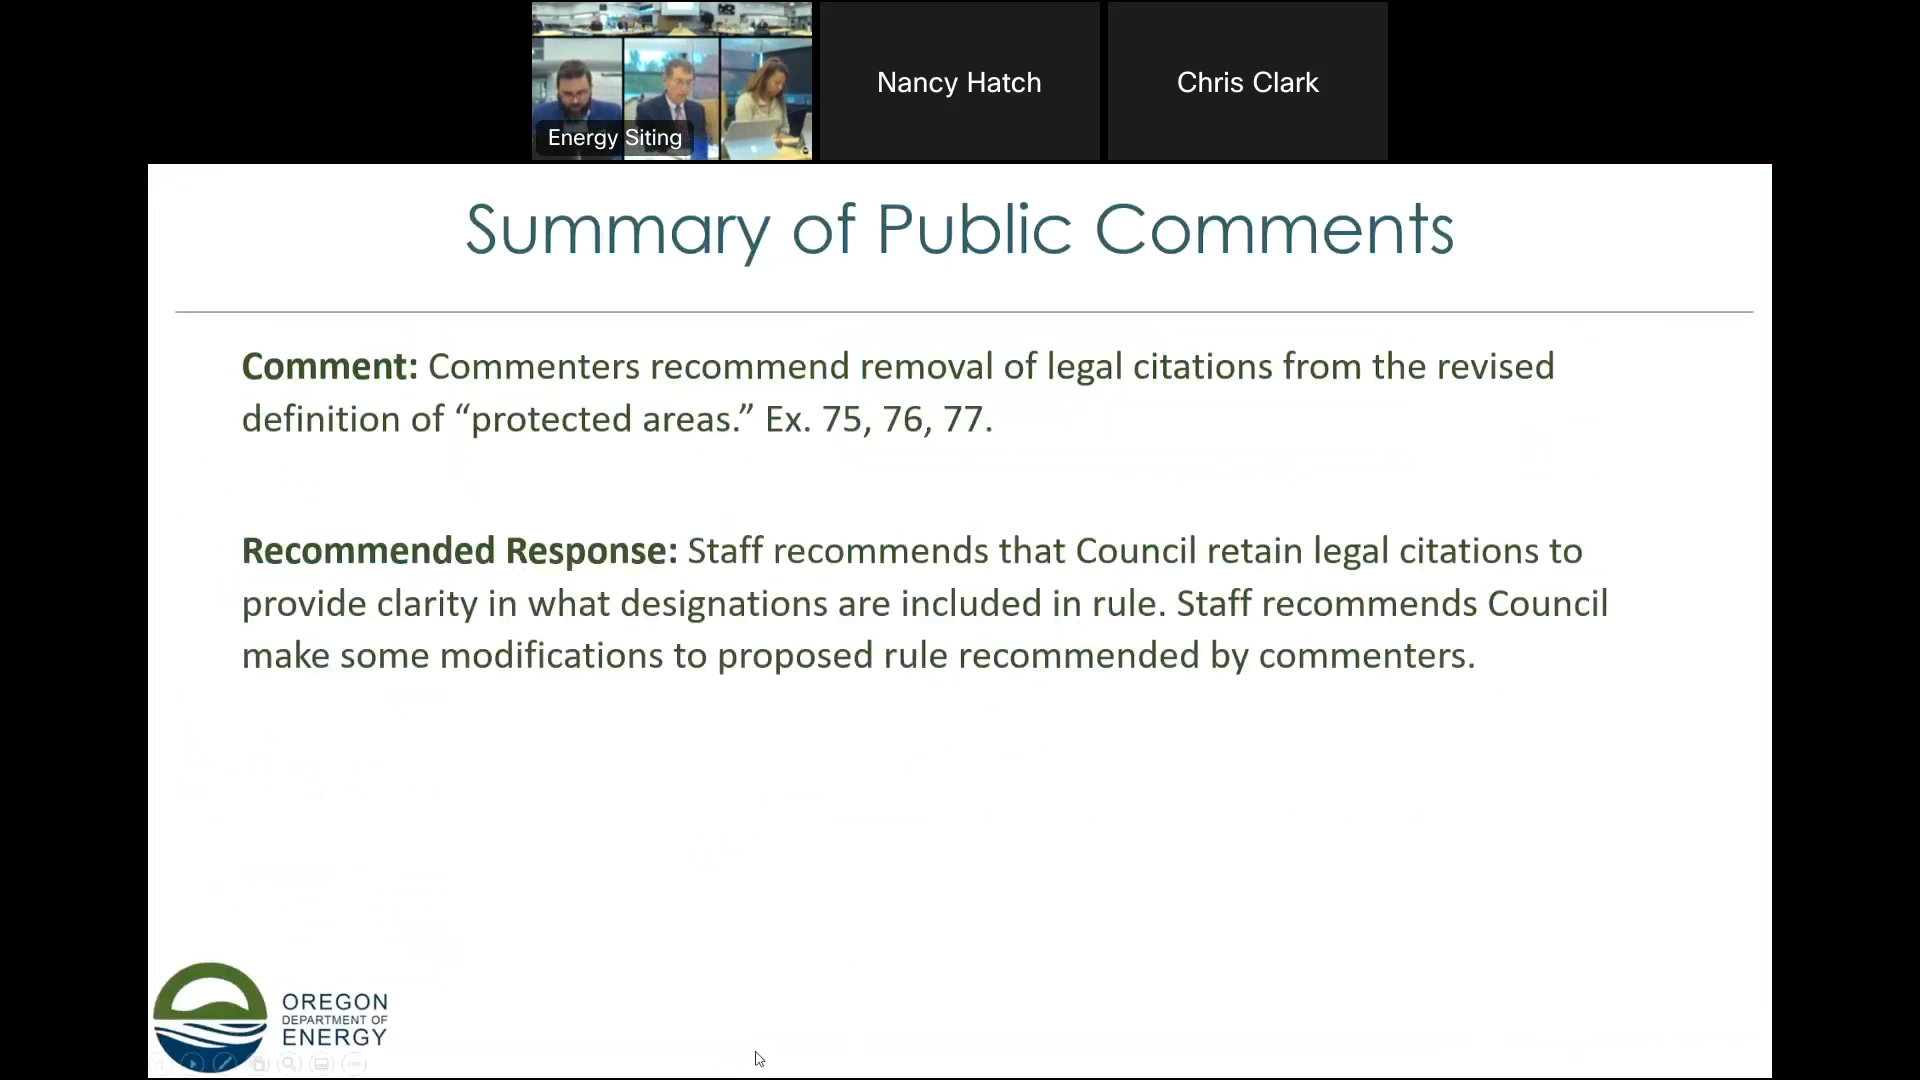 Energy Siting
Nancy Hatch
Chris Clark
Summary of Public Comments
Comment: Commenters recommend removal of legal citations from the revised
definition of “protected areas.” Ex. 75, 76, 77.
Recommended Response: Staff recommends that Council retain legal citations to
provide clarity in what designations are included in rule. Staff recommends Council
make some modifications to proposed rule recommended by commenters.
OREGON
DEPARTMENT OF
ENERGY